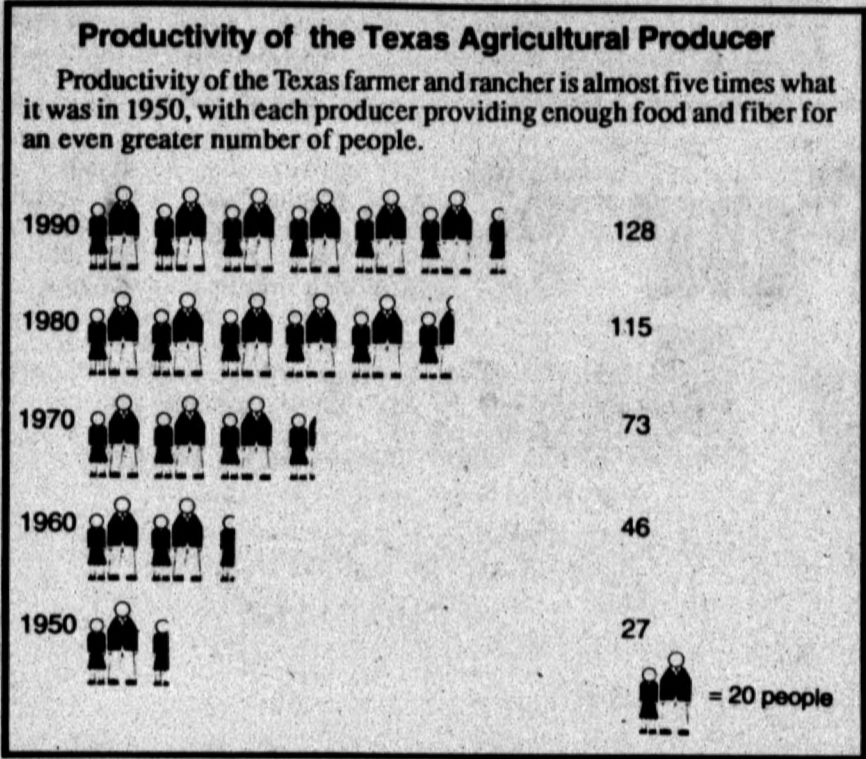 Productivity of the Texas Agricultural Producer
Productivity of the Texas farmer and rancher is almost five times what
it was in 1950, with each producer providing enough food and fiber for
an even greater number of people.
1990 128
1980 115
1970 73
1960 46
1950 27
= 20 people